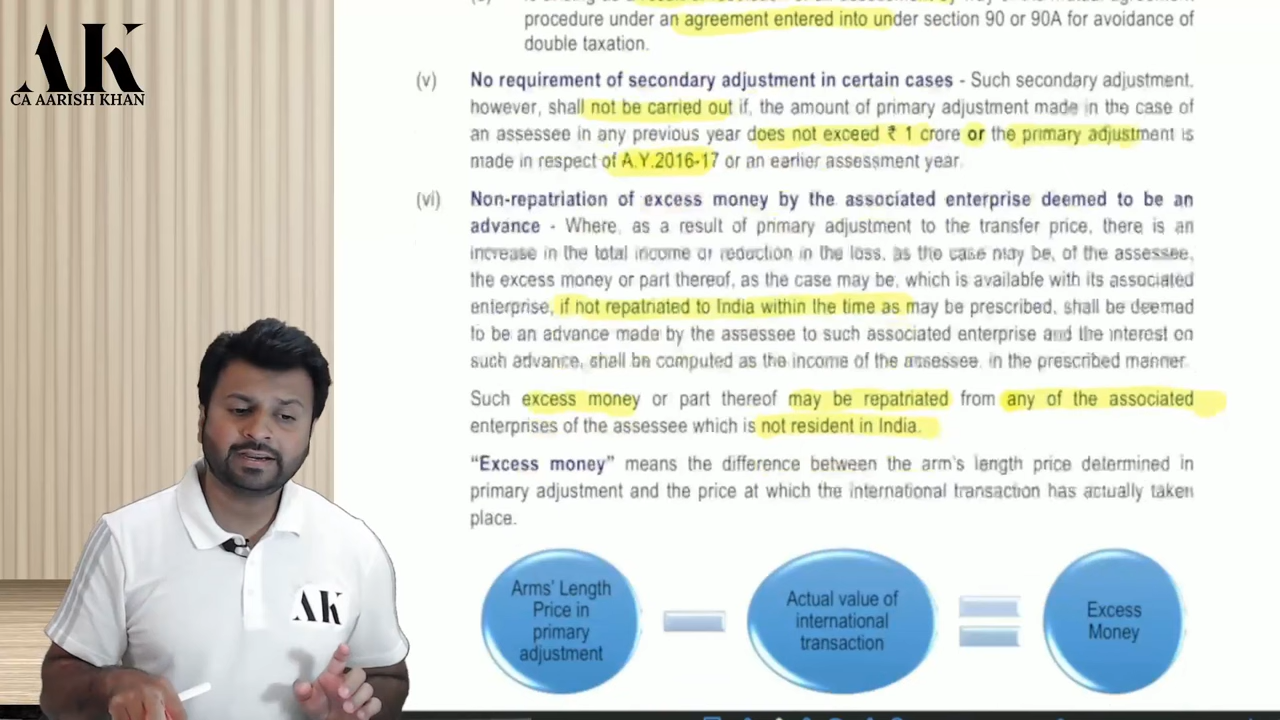 AK
CA AARISH KHAN
procedure under an agreement entered into under section 90 or 90A for avoidance of
double taxation.
(v) No requirement of secondary adjustment in certain cases - Such secondary adjustment,
however, shall not be carried out if, the amount of primary adjustment made in the case of
an assessee in any previous year does not exceed ₹ 1 crore or the primary adjustment is
made in respect of A.Y.2016-17 or an earlier assessment year.
(vi) Non-repatriation of excess money by the associated enterprise deemed to be an
advance - Where, as a result of primary adjustment to the transfer price, there is an
increase in the total income or reduction in the loss, as the case may be, of the assessee,
the excess money or part thereof, as the case may be, which is available with its associated
enterprise, if not repatriated to India within the time as may be prescribed, shall be deemed
to be an advance made by the assessee to such associated enterprise and the interest on
such advance, shall be computed as the income of the assessee, in the prescribed manner.
Such excess money or part thereof may be repatriated from any of the associated
enterprises of the assessee which is not resident in India.
"Excess money" means the difference between the arm's length price determined in
primary adjustment and the price at which the international transaction has actually taken
place.
Arms' Length
Price in
primary
adjustment
Actual value of
international
transaction
Excess
Money
AK